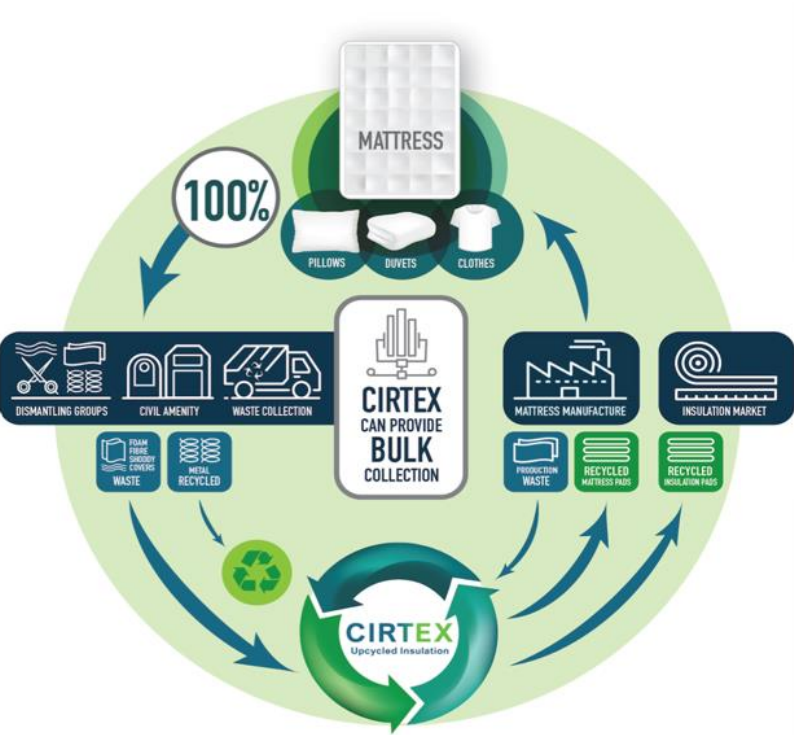 MATTRESS
100%
PILLOWS
DUVETS
CLOTHES
DISMANTLING GROUPS
CIVIL AMENITY
WASTE COLLECTION
CIRTEX
CAN PROVIDE
BULK
COLLECTION
MATTRESS MANUFACTURE
INSULATION MARKET
FOAM
FIBRE
SHODDY
COVERS
WASTE
METAL
RECYCLED
PRODUCTION
WASTE
RECYCLED
MATTRESS PADS
RECYCLED
INSULATION PADS
CIRTEX
Upcycled Insulation